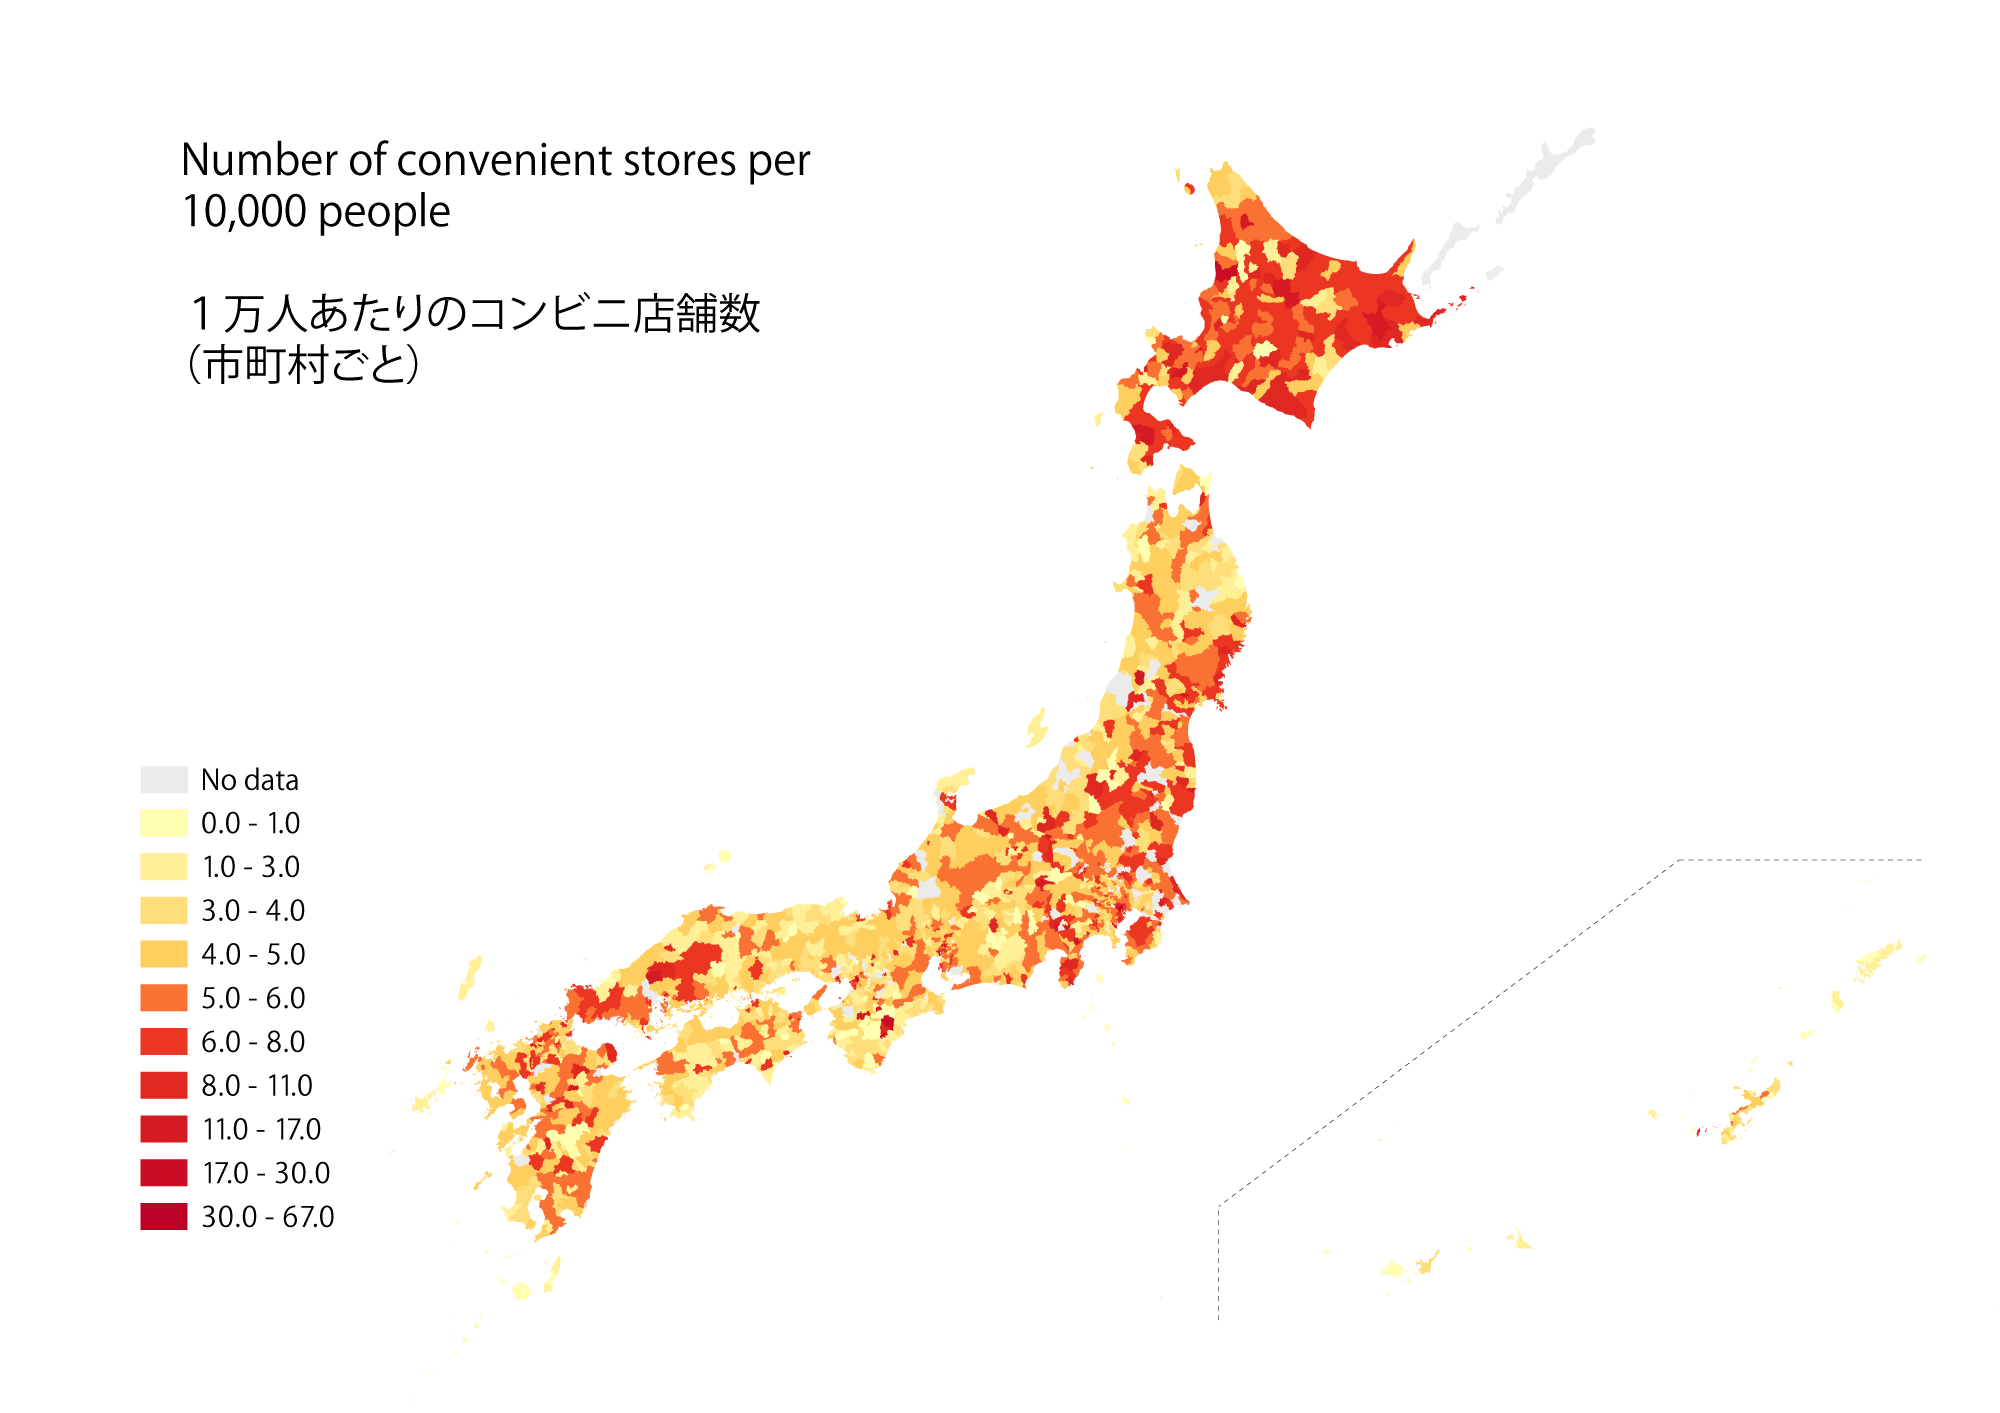 Number of convenient stores per
10,000 people
１万人あたりのコンビニ店舗数
（市町村ごと）
No data
0.0 - 1.0
1.0 - 3.0
3.0 - 4.0
4.0 - 5.0
5.0 - 6.0
6.0 - 8.0
8.0 - 11.0
11.0 - 17.0
17.0 - 30.0
30.0 - 67.0